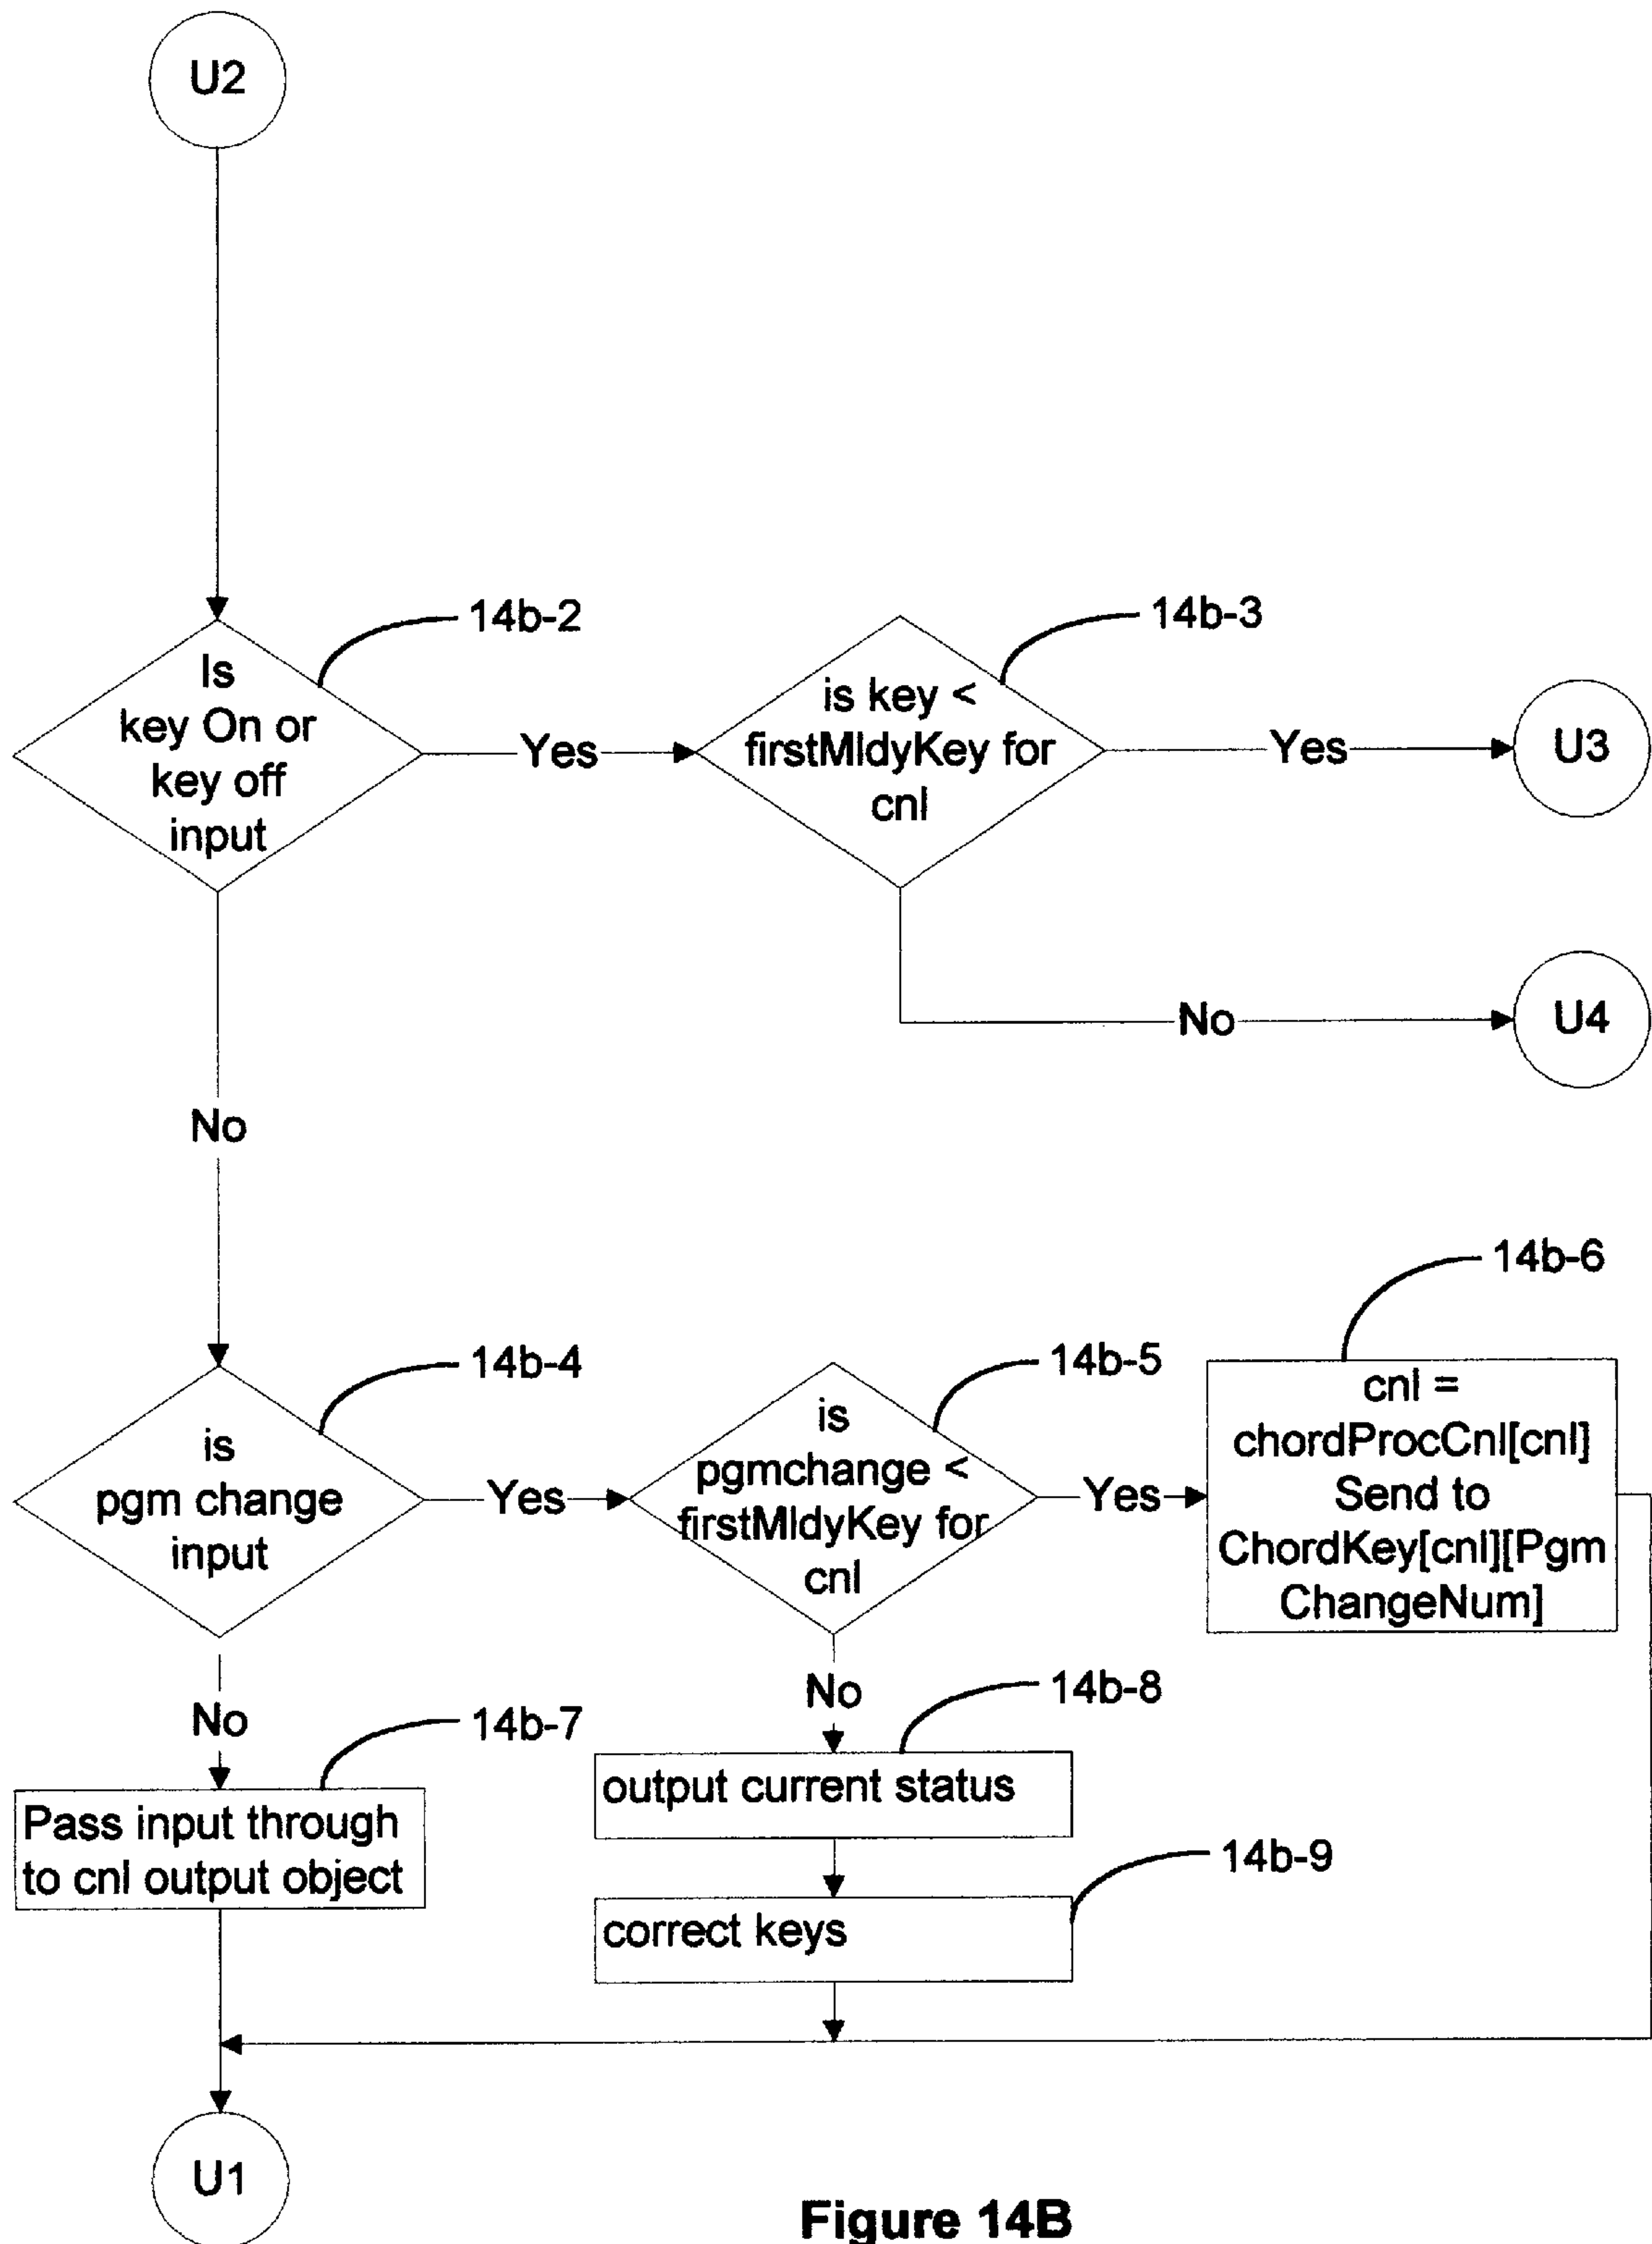 U2
14b-2
Is
key On or
key off
input
Yes
14b-3
is key <
firstMldyKey for
cnl
Yes
U3
No
U4
No
14b-4
is
pgm change
input
Yes
14b-5
is
pgmchange <
firstMldyKey for
cnl
Yes
14b-6
cnl =
chordProcCnl[cnl]
Send to
ChordKey[cnl][Pgm
ChangeNum]
No
14b-7
Pass input through
to cnl output object
No
14b-8
output current status
14b-9
correct keys
U1
Figure 14B